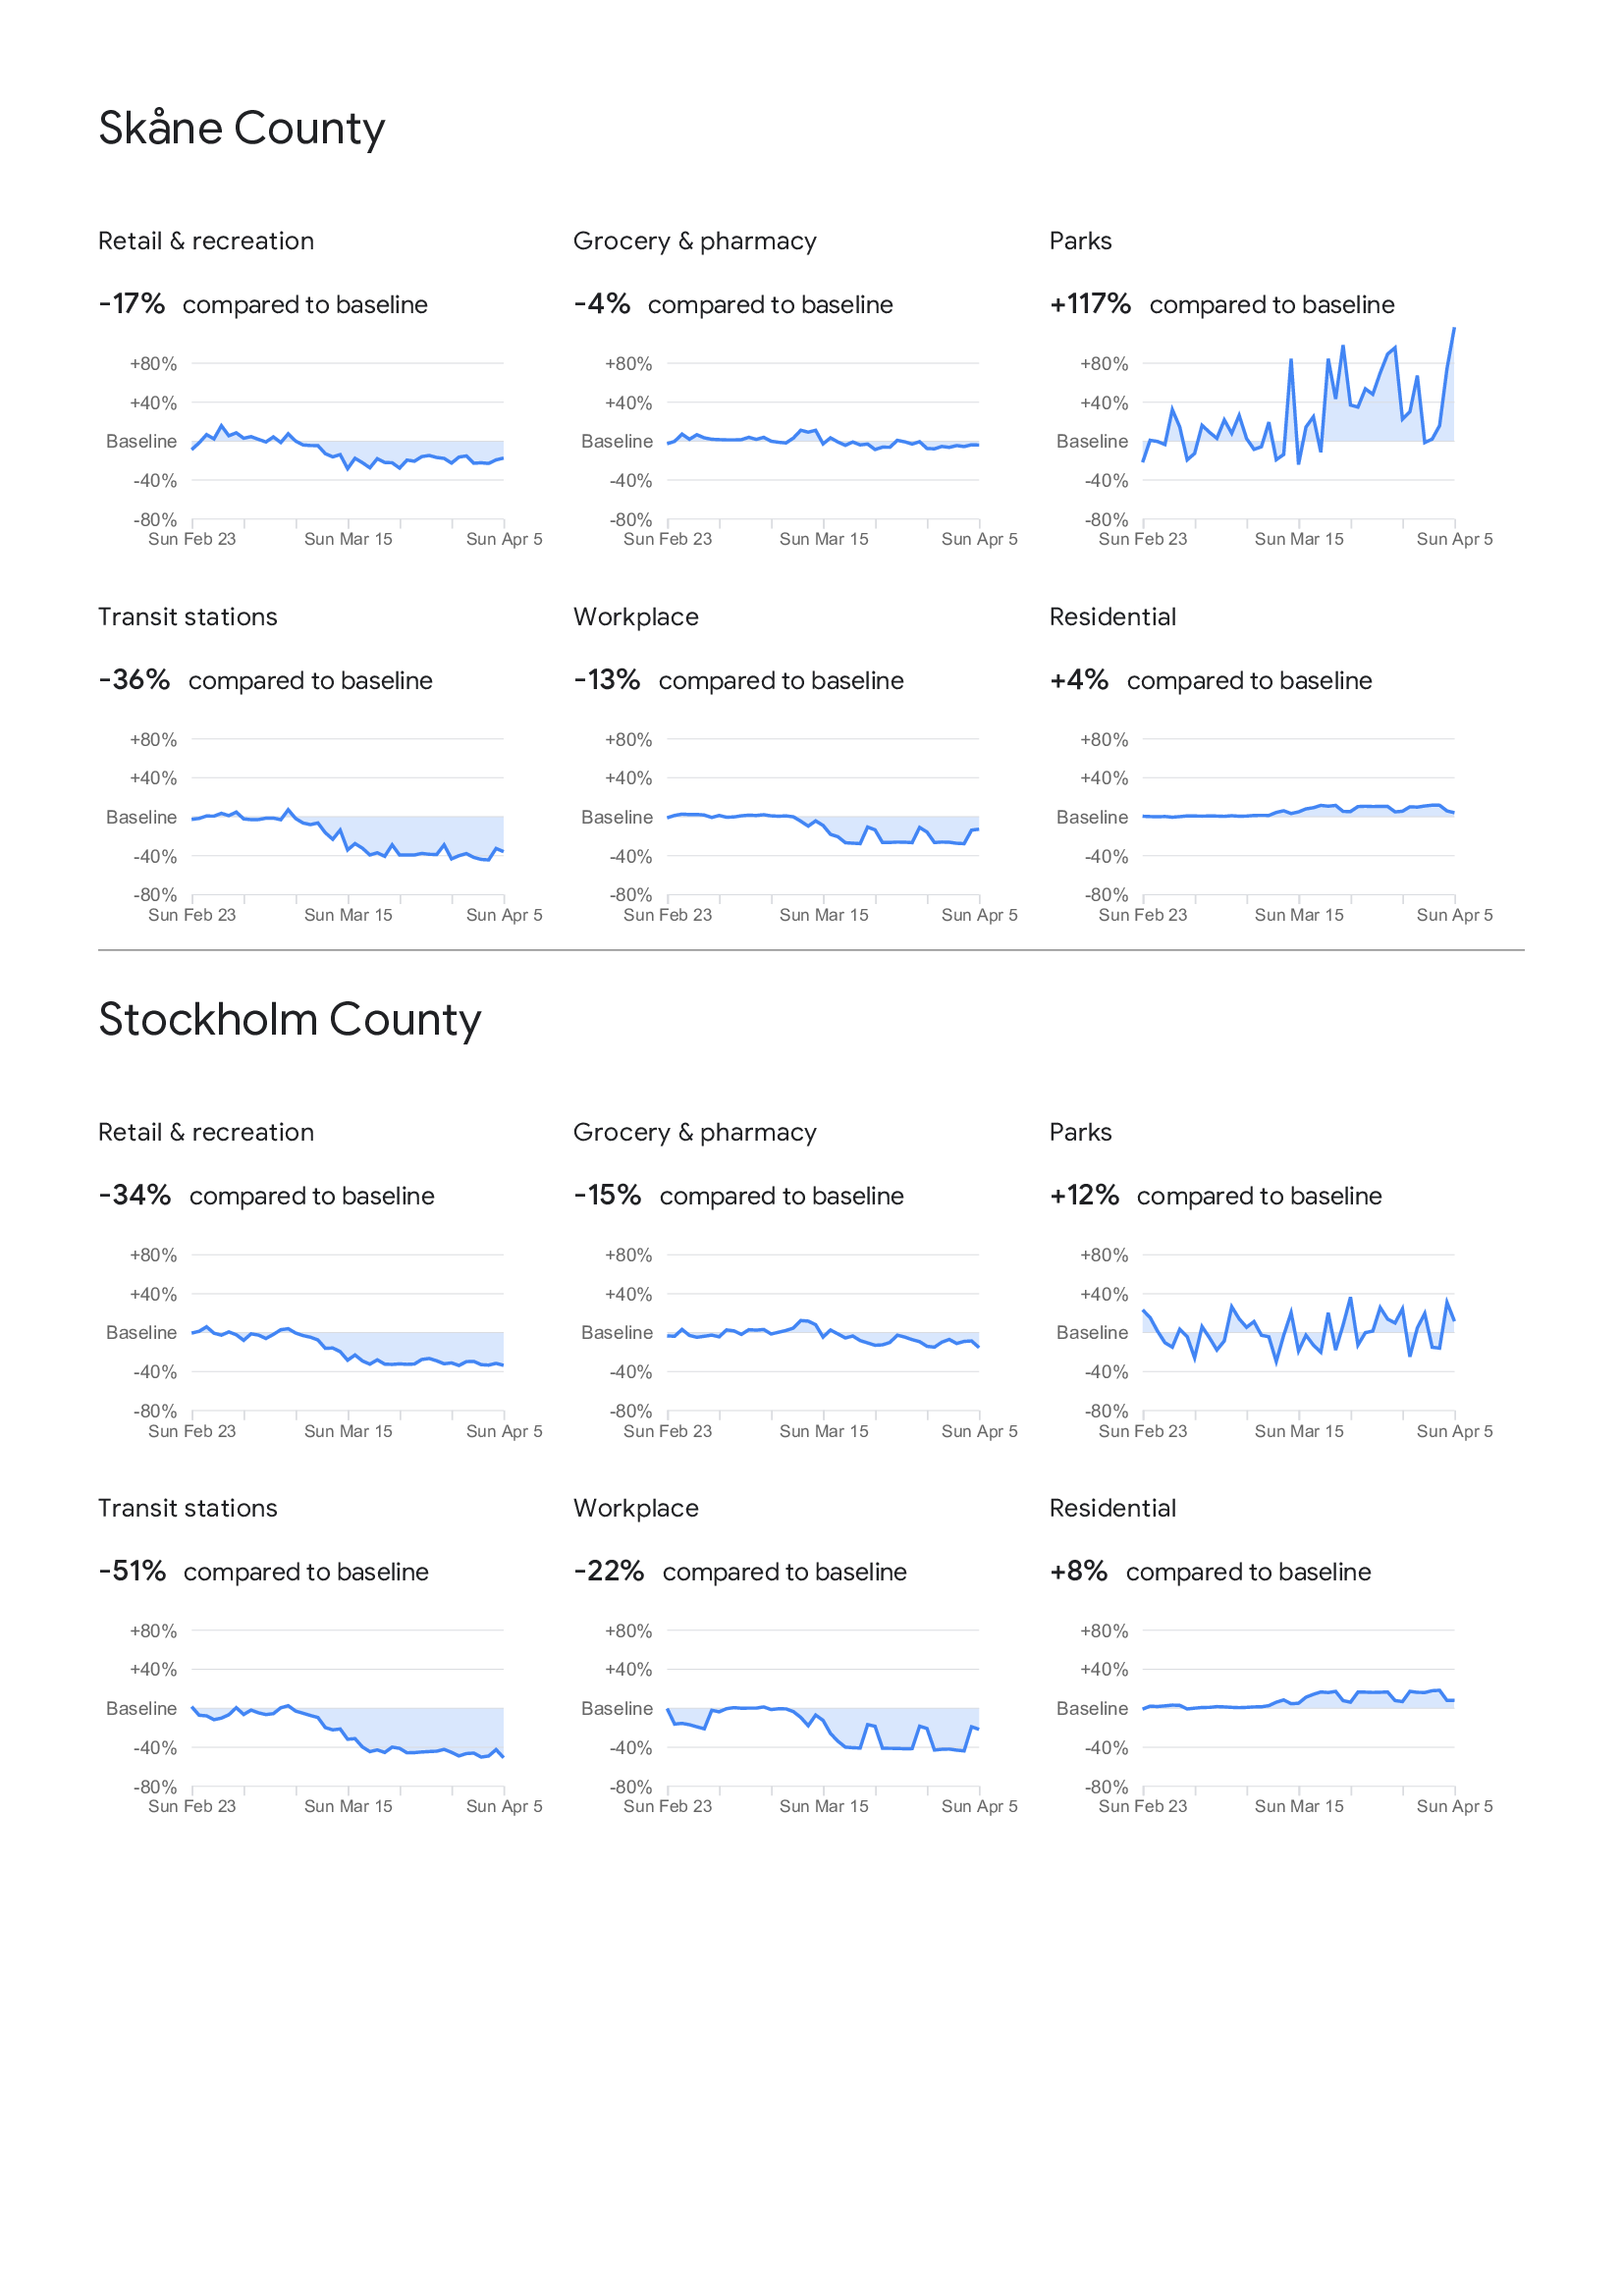 Skåne County
Retail & recreation
-17% compared to baseline
+80%
+40%
Baseline
-40%
-80%
Sun Feb 23 Sun Mar 15 Sun Apr 5
Grocery & pharmacy
-4% compared to baseline
+80%
+40%
Baseline
-40%
-80%
Sun Feb 23 Sun Mar 15 Sun Apr 5
Parks
+117% compared to baseline
+80%
+40%
Baseline
-40%
-80%
Sun Feb 23 Sun Mar 15 Sun Apr 5
Transit stations
-36% compared to baseline
+80%
+40%
Baseline
-40%
-80%
Sun Feb 23 Sun Mar 15 Sun Apr 5
Workplace
-13% compared to baseline
+80%
+40%
Baseline
-40%
-80%
Sun Feb 23 Sun Mar 15 Sun Apr 5
Residential
+4% compared to baseline
+80%
+40%
Baseline
-40%
-80%
Sun Feb 23 Sun Mar 15 Sun Apr 5
Stockholm County
Retail & recreation
-34% compared to baseline
+80%
+40%
Baseline
-40%
-80%
Sun Feb 23 Sun Mar 15 Sun Apr 5
Grocery & pharmacy
-15% compared to baseline
+80%
+40%
Baseline
-40%
-80%
Sun Feb 23 Sun Mar 15 Sun Apr 5
Parks
+12% compared to baseline
+80%
+40%
Baseline
-40%
-80%
Sun Feb 23 Sun Mar 15 Sun Apr 5
Transit stations
-51% compared to baseline
+80%
+40%
Baseline
-40%
-80%
Sun Feb 23 Sun Mar 15 Sun Apr 5
Workplace
-22% compared to baseline
+80%
+40%
Baseline
-40%
-80%
Sun Feb 23 Sun Mar 15 Sun Apr 5
Residential
+8% compared to baseline
+80%
+40%
Baseline
-40%
-80%
Sun Feb 23 Sun Mar 15 Sun Apr 5